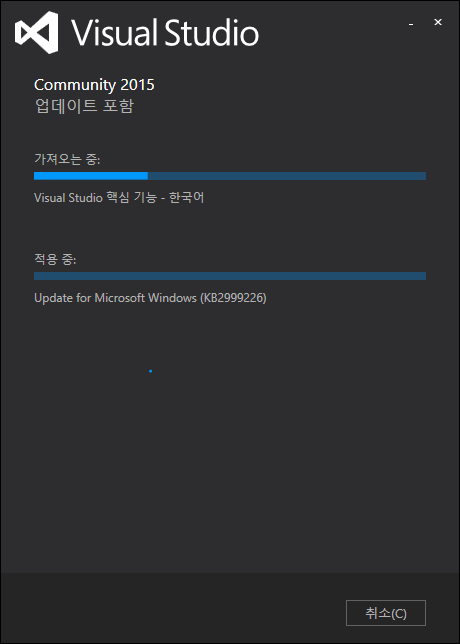 Visual Studio
Community 2015
업데이트 포함
가져오는 중:
Visual Studio 핵심 기능 - 한국어
적용 중:
Update for Microsoft Windows (KB2999226)
취소(C)